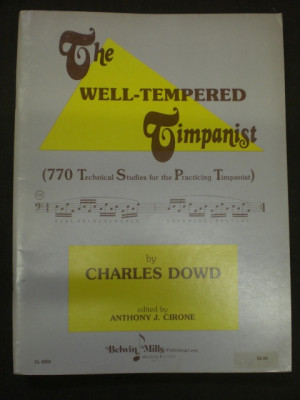 The
WELL-TEMPERED
Timpanist
(770 Technical Studies for the Practicing Timpanist)
by
CHARLES DOWD
edited by
ANTHONY J. CIRONE
Belwin Mills